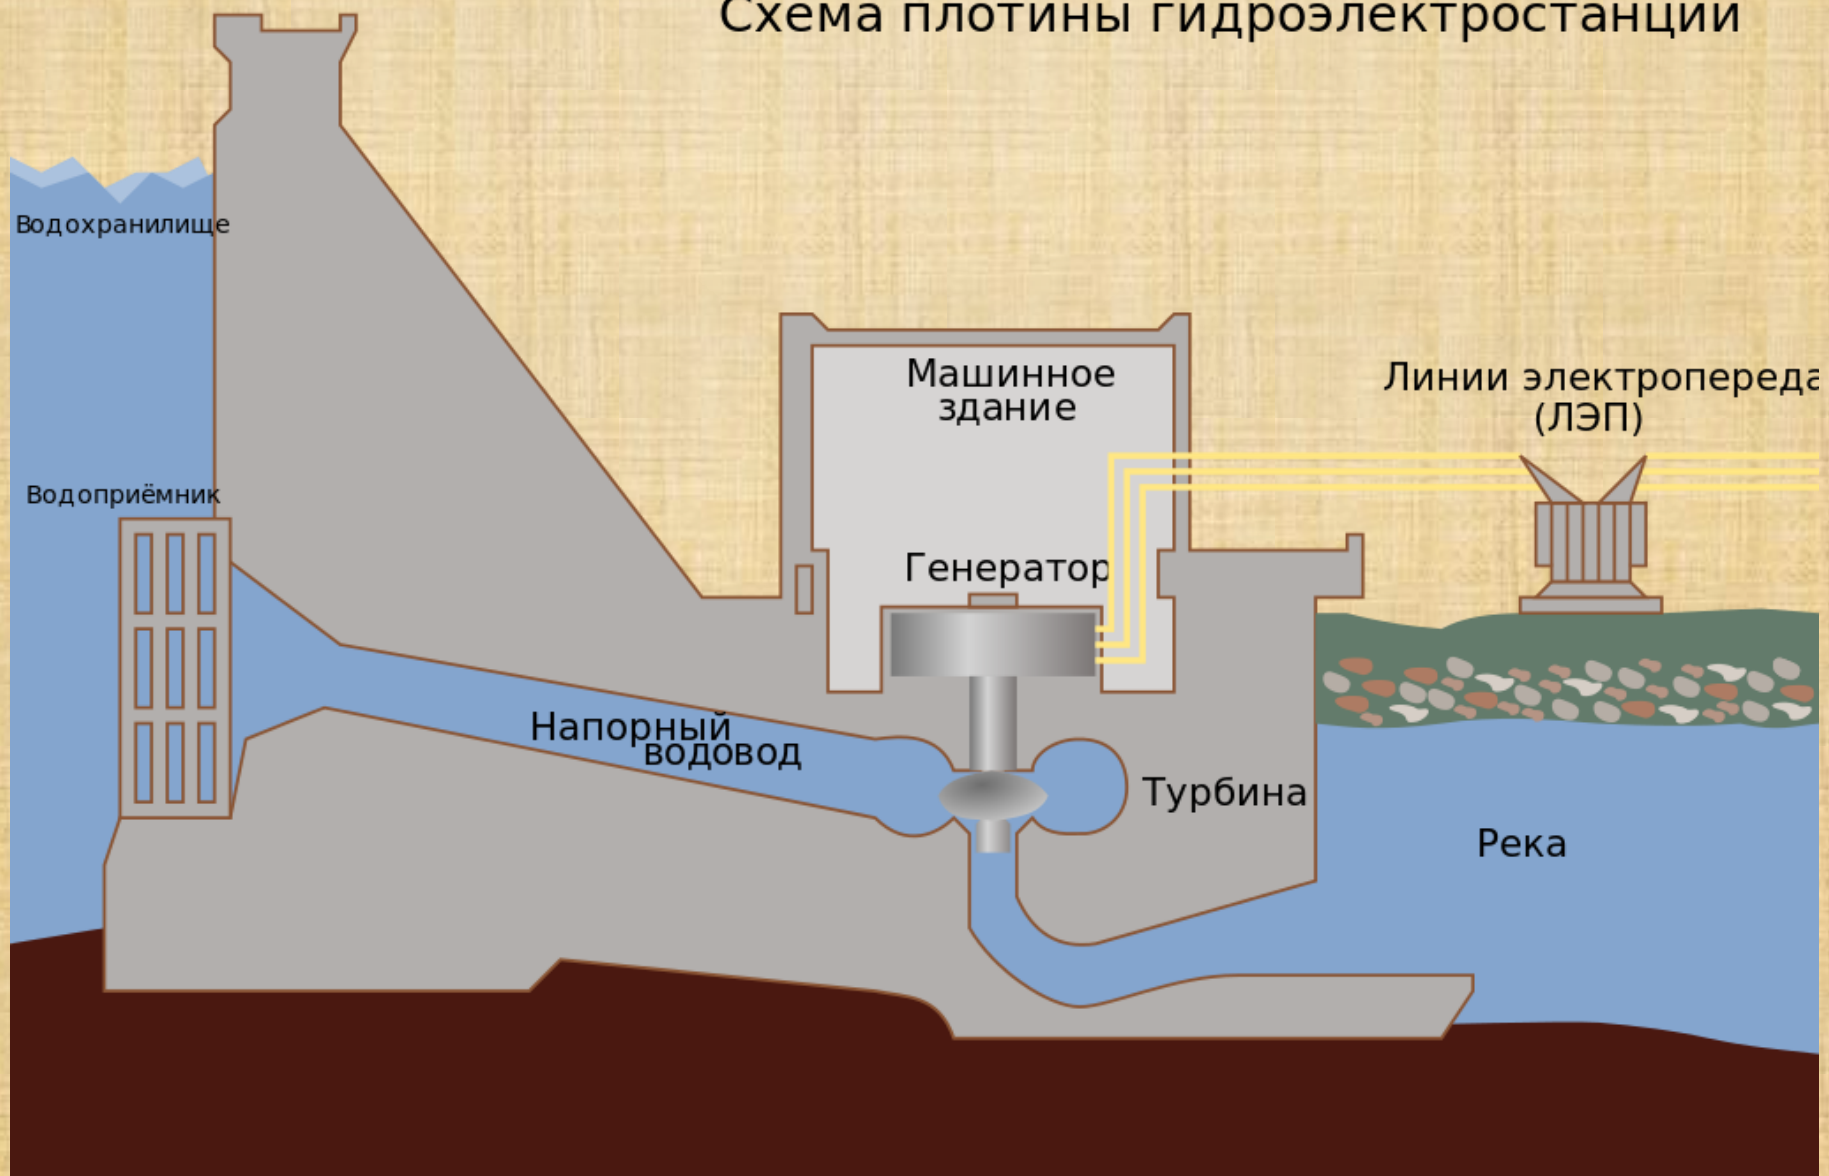 Схема плотины гидроэлектростанции
Водохранилище
Машинное
здание
Линии электропереда
(ЛЭП)
Водоприёмник
Генератор
Напорный
водовод
Турбина
Река